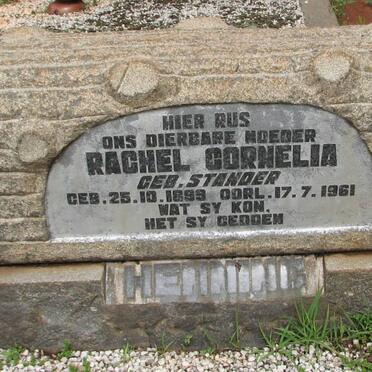 HIER RUS
ONS DIERBARE MOEDER
RACHEL CORNELIA
GEB. STANDER
GEB. 25.10.1899 OORL. 17.7.1961
WAT SY KON
HET SY GEDOEN